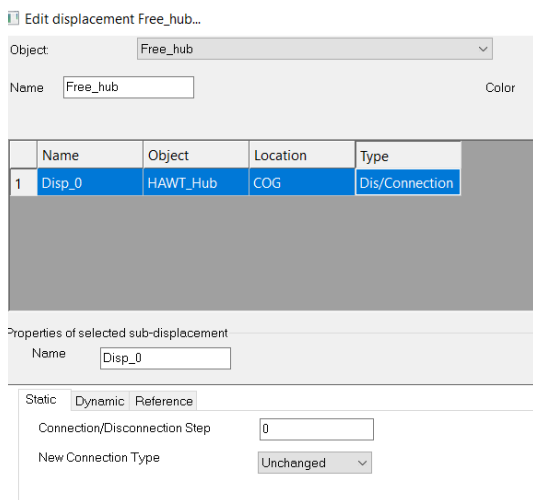 Edit displacement Free_hub...
Object: Free_hub
Name Free_hub Color
Name Object Location Type
1 Disp_0 HAWT_Hub COG Dis/Connection
Properties of selected sub-displacement
Name Disp_0
Static Dynamic Reference
Connection/Disconnection Step 0
New Connection Type Unchanged